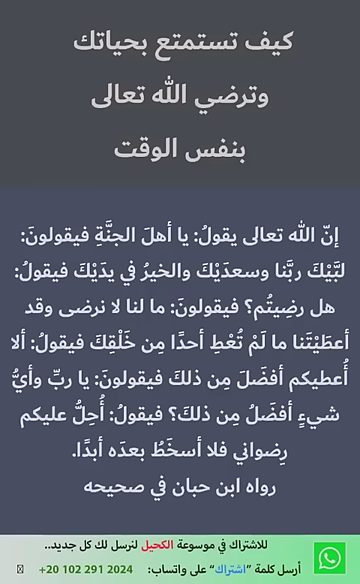 كيف تستمتع بحياتك
وترضي الله تعالى
بنفس الوقت
إنّ الله تعالى يقولُ: يا أهلَ الجنَّةِ فيقولونَ:
لبَّيْكَ ربَّنا وسعدَيْكَ والخيرُ في يدَيْكَ فيقولُ:
هل رضِيتُم؟ فيقولونَ: ما لنا لا نرضى وقد
أعطَيْتَنا ما لَمْ تُعْطِ أحدًا مِن خَلْقِكَ فيقولُ: ألا
أُعطيكم أفضَلَ مِن ذلكَ فيقولونَ: يا ربِّ وأيُّ
شيءٍ أفضَلُ مِن ذلكَ؟ فيقولُ: أُحِلُّ عليكم
رِضواني فلا أسخَطُ بعدَه أبدًا.
رواه ابن حبان في صحيحه
للاشتراك في موسوعة الكحيل لنرسل لك كل جديد..
أرسل كلمة "اشتراك" على واتساب: +20 102 291 2024